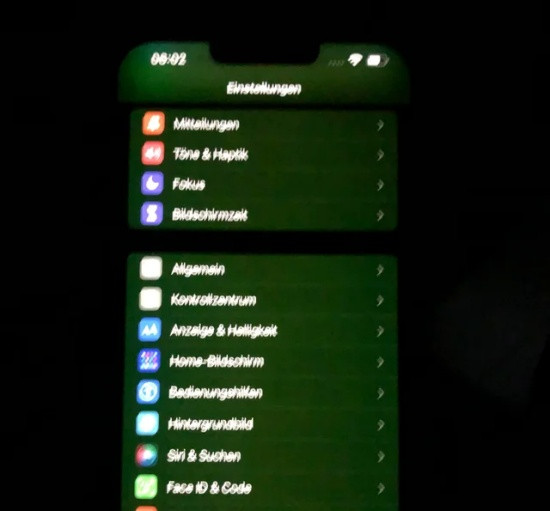 06:02
Einstellungen
Mitteilungen
Töne & Haptik
Fokus
Bildschirmzeit
Allgemein
Kontrollzentrum
Anzeige & Helligkeit
Home-Bildschirm
Bedienungshilfen
Hintergrundbild
Siri & Suchen
Face ID & Code